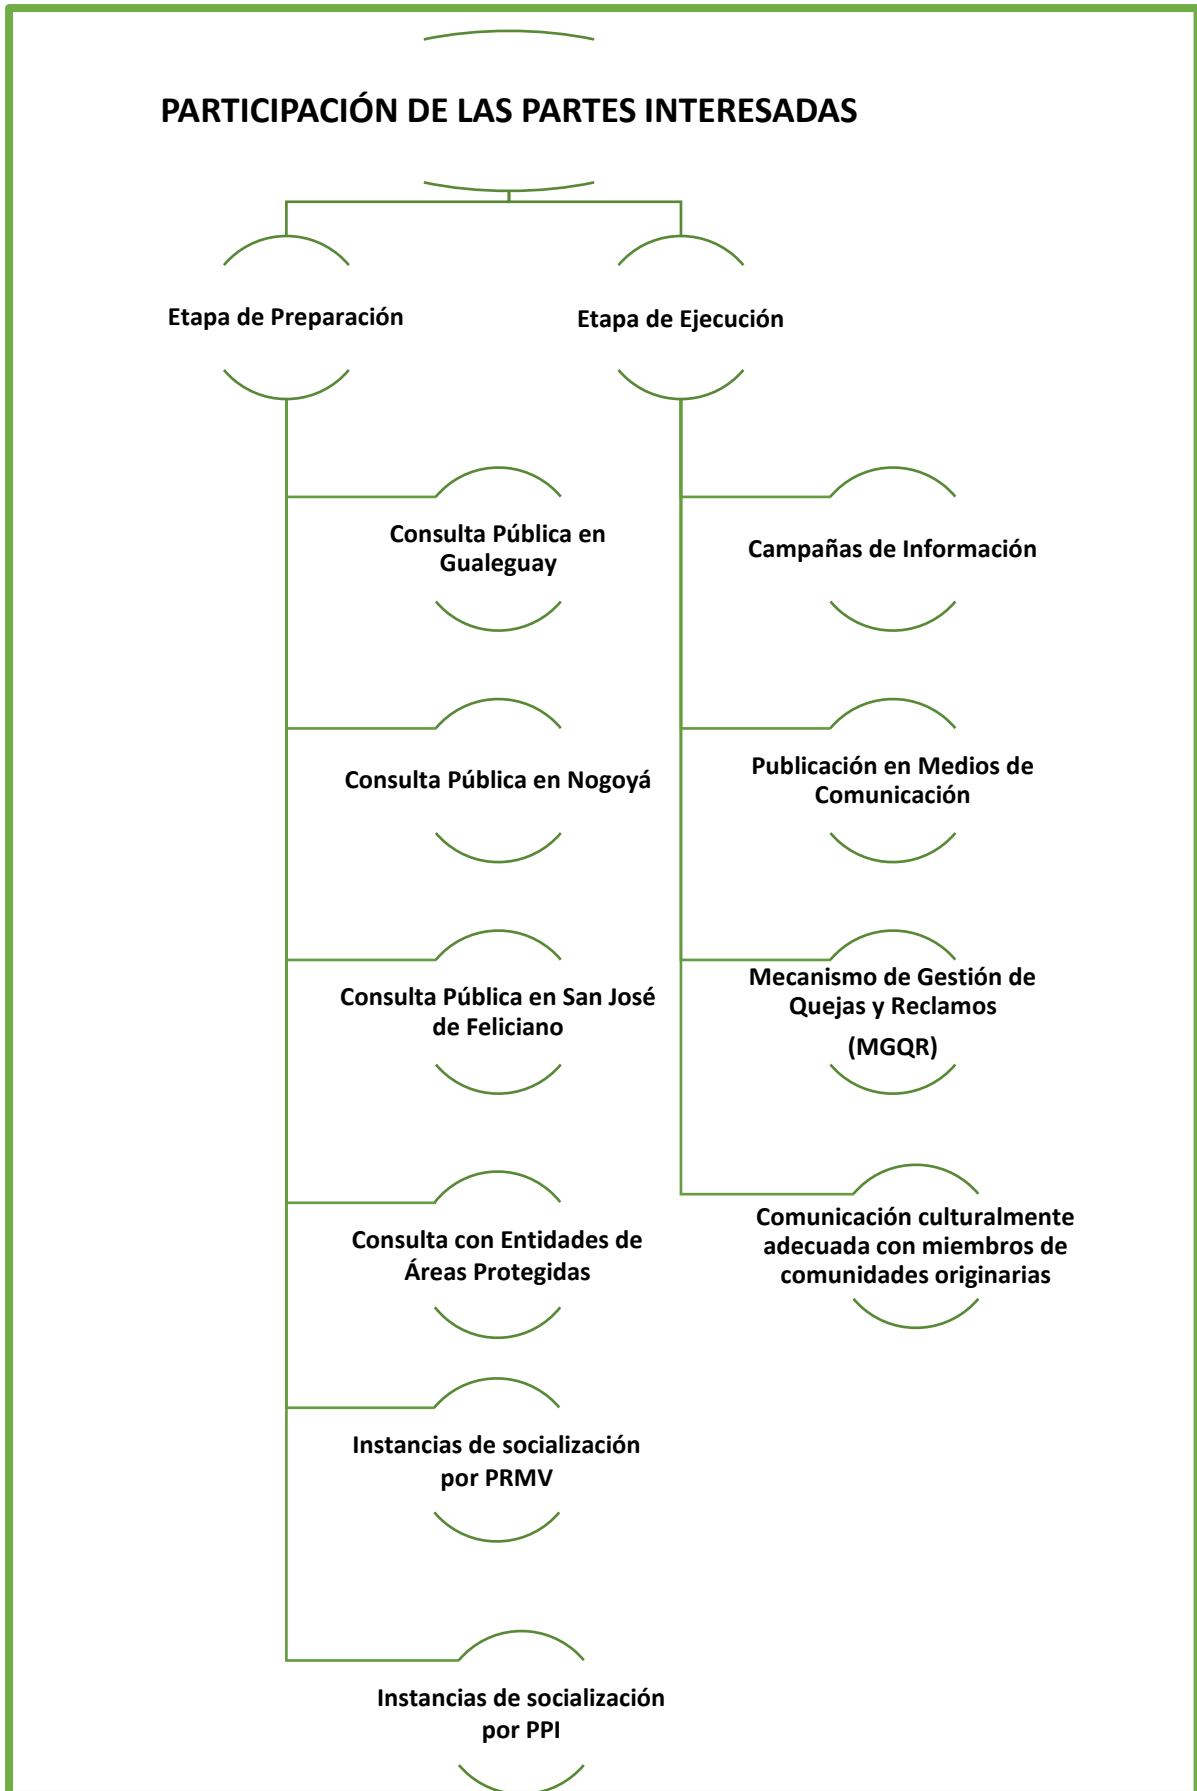 PARTICIPACIÓN DE LAS PARTES INTERESADAS
Etapa de Preparación
Consulta Pública en
Gualeguay
Consulta Pública en Nogoyá
Consulta Pública en San José
de Feliciano
Consulta con Entidades de
Áreas Protegidas
Instancias de socialización
por PRMV
Instancias de socialización
por PPI
Etapa de Ejecución
Campañas de Información
Publicación en Medios de
Comunicación
Mecanismo de Gestión de
Quejas y Reclamos
(MGQR)
Comunicación culturalmente
adecuada con miembros de
comunidades originarias